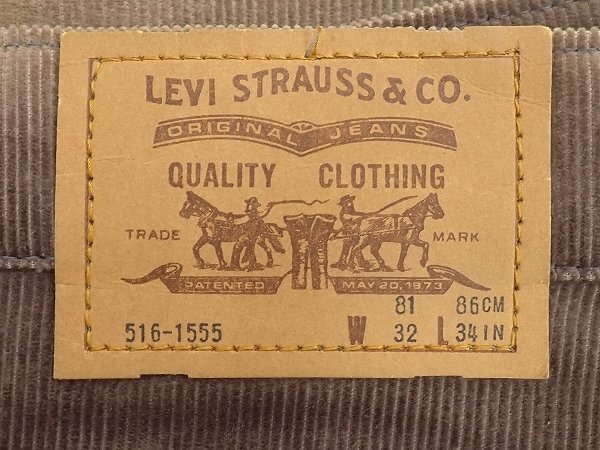 LEVI STRAUSS & CO.
ORIGINAL JEANS
QUALITY CLOTHING
TRADE MARK
PATENTED MAY 20, 1873
81 86CM
516-1555 W 32 L 34IN